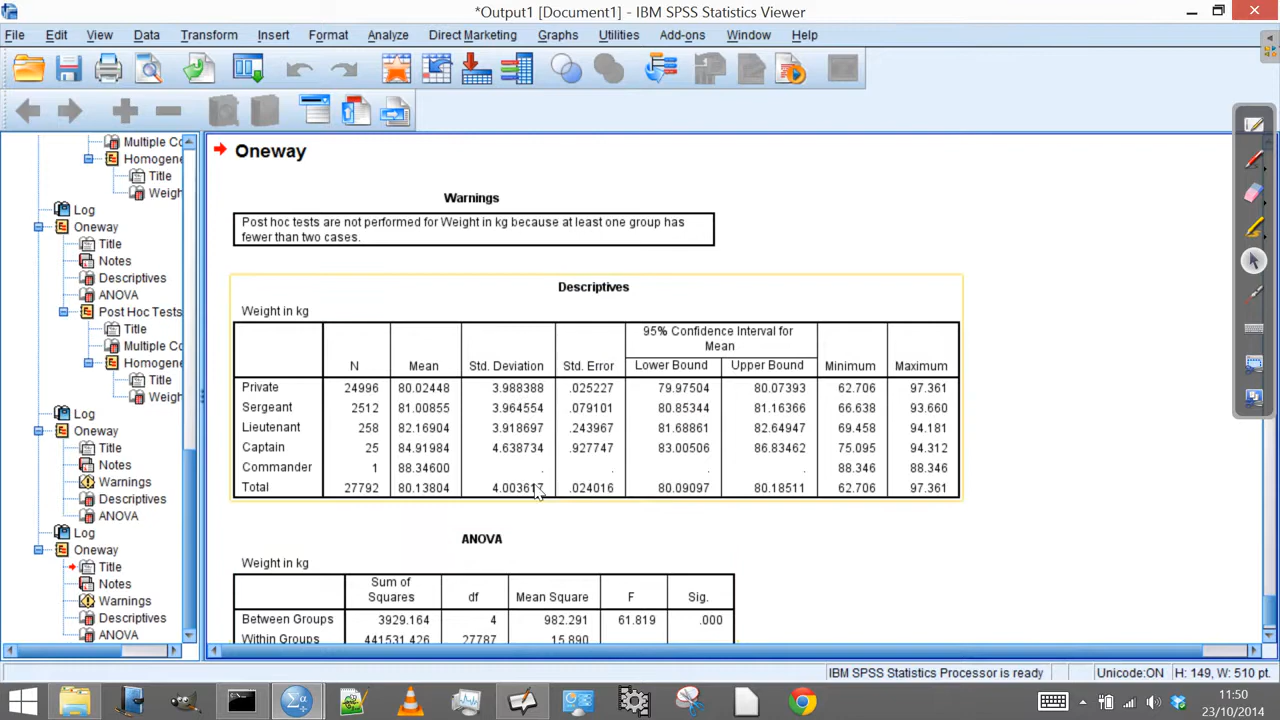 *Output1 [Document1] - IBM SPSS Statistics Viewer
File Edit View Data Transform Insert Format Analyze Direct Marketing Graphs Utilities Add-ons Window Help
Multiple Co
Homogene
Title
Weigh
Log
Oneway
Title
Notes
Descriptives
ANOVA
Post Hoc Tests
Title
Multiple Co
Homogene
Title
Weigh
Log
Oneway
Title
Notes
Warnings
Descriptives
ANOVA
Log
Oneway
Title
Notes
Warnings
Descriptives
ANOVA
Oneway
Warnings
Post hoc tests are not performed for Weight in kg because at least one group has
fewer than two cases.
Descriptives
Weight in kg
95% Confidence Interval for
Mean
N Mean Std. Deviation Std. Error Lower Bound Upper Bound Minimum Maximum
Private 24996 80.02448 3.988388 .025227 79.97504 80.07393 62.706 97.361
Sergeant 2512 81.00855 3.964554 .079101 80.85344 81.16366 66.638 93.660
Lieutenant 258 82.16904 3.918697 .243967 81.68861 82.64947 69.458 94.181
Captain 25 84.91984 4.638734 .927747 83.00506 86.83462 75.095 94.312
Commander 1 88.34600 . . . . 88.346 88.346
Total 27792 80.13804 4.003617 .024016 80.09097 80.18511 62.706 97.361
ANOVA
Weight in kg
Sum of
Squares df Mean Square F Sig.
Between Groups 3929.164 4 982.291 61.819 .000
Within Groups 441531.426 27787 15.890
IBM SPSS Statistics Processor is ready Unicode:ON H: 149, W: 510 pt.
11:50
23/10/2014